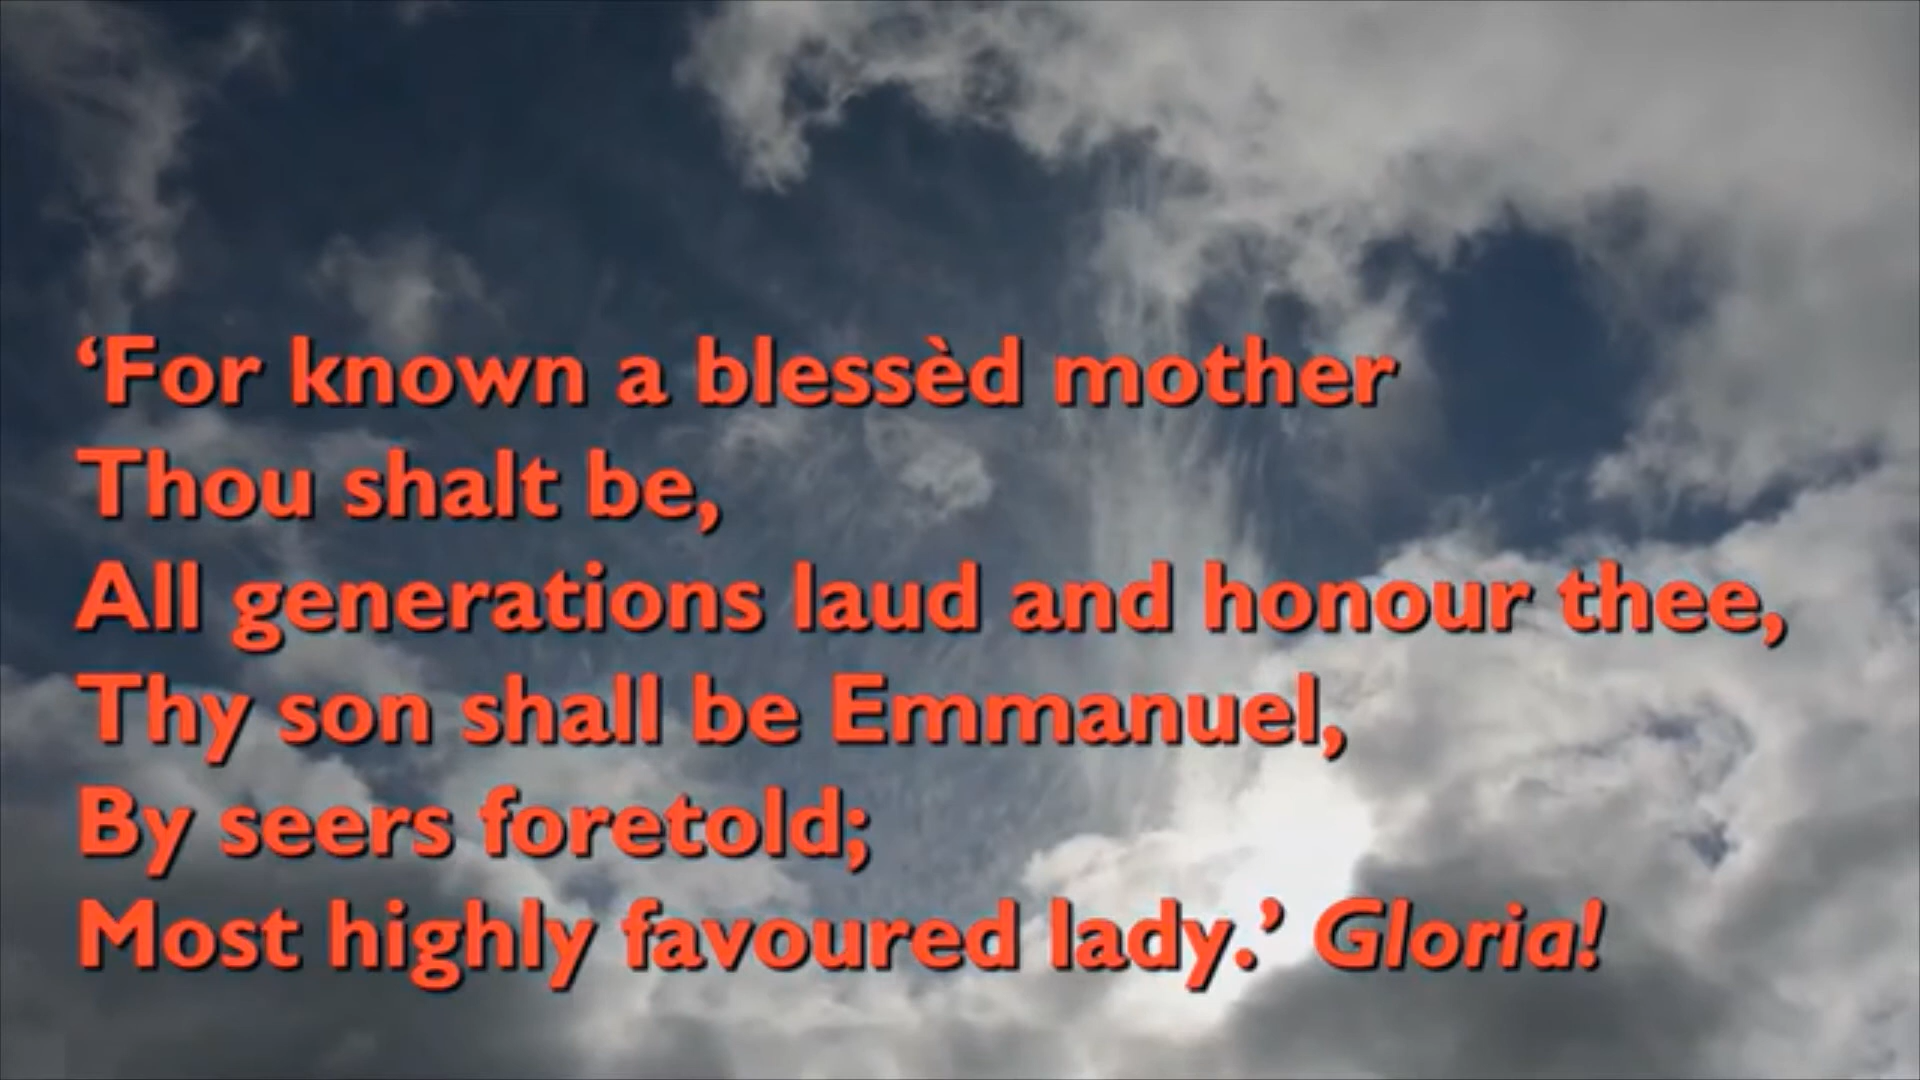 ‘For known a blessèd mother
Thou shalt be,
All generations laud and honour thee,
Thy son shall be Emmanuel,
By seers foretold;
Most highly favoured lady.’ Gloria!